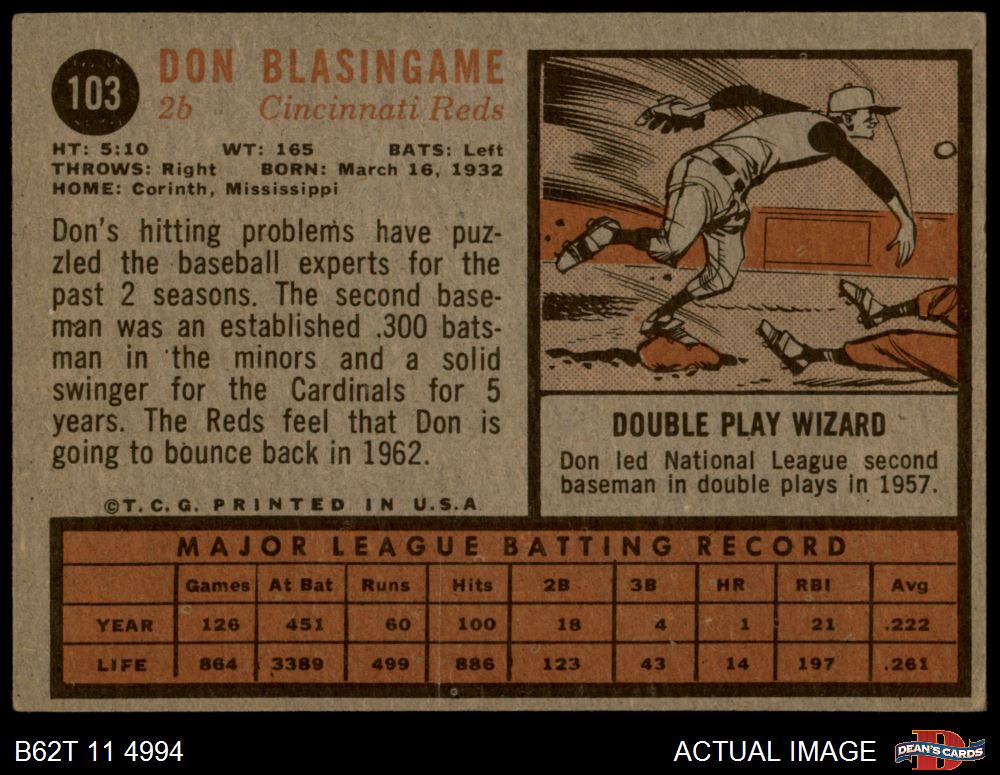 103
DON BLASINGAME
2b Cincinnati Reds
HT: 5:10 WT: 165 BATS: Left
THROWS: Right BORN: March 16, 1932
HOME: Corinth, Mississippi
Don's hitting problems have puz-
zled the baseball experts for the
past 2 seasons. The second base-
man was an established .300 bats-
man in the minors and a solid
swinger for the Cardinals for 5
years. The Reds feel that Don is
going to bounce back in 1962.
©T.C.G. PRINTED IN U.S.A
DOUBLE PLAY WIZARD
Don led National League second
baseman in double plays in 1957.
MAJOR LEAGUE BATTING RECORD
Games At Bat Runs Hits 2B 3B HR RBI Avg
YEAR 126 451 60 100 18 4 1 21 .222
LIFE 864 3389 499 886 123 43 14 197 .261
B62T 11 4994
ACTUAL IMAGE
D
DEAN'S CARDS